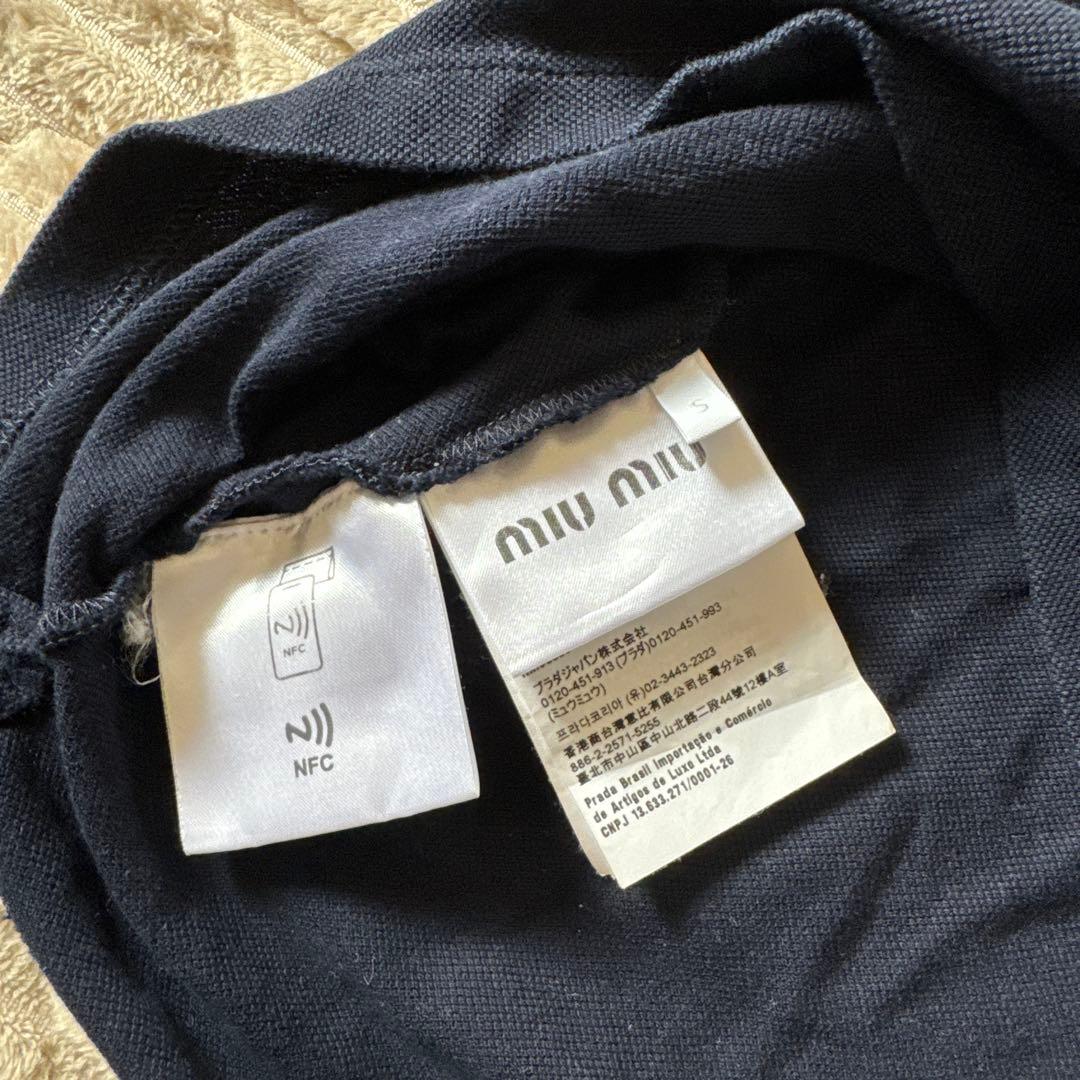 S
miu miu
NFC
NFC
プラダジャパン株式会社
0120-451-913 (プラダ)0120-451-993
(ミュウミュウ)
프라다코리아 (유)02-3443-2323
香港商台灣惠比有限公司台灣分公司
886-2-2571-5255
臺北市中山區中山北路二段44號12樓A室
Prada Brasil Importação e Comércio
de Artigos de Luxo Ltda
CNPJ 13.633.271/0001-26